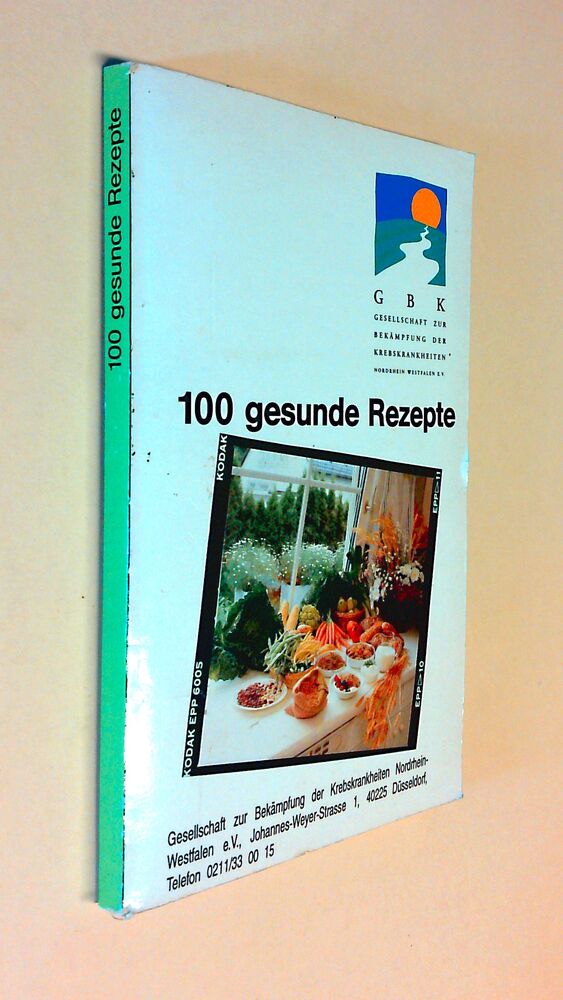 100 gesunde Rezepte
G B K
GESELLSCHAFT ZUR
BEKÄMPFUNG DER
KREBSKRANKHEITEN
NORDRHEIN WESTFALEN E.V.
100 gesunde Rezepte
KODAK
EPP 11
KODAK EPP 6005
EPP 10
Gesellschaft zur Bekämpfung der Krebskrankheiten Nordrhein-
Westfalen e.V., Johannes-Weyer-Strasse 1, 40225 Düsseldorf,
Telefon 0211/33 00 15